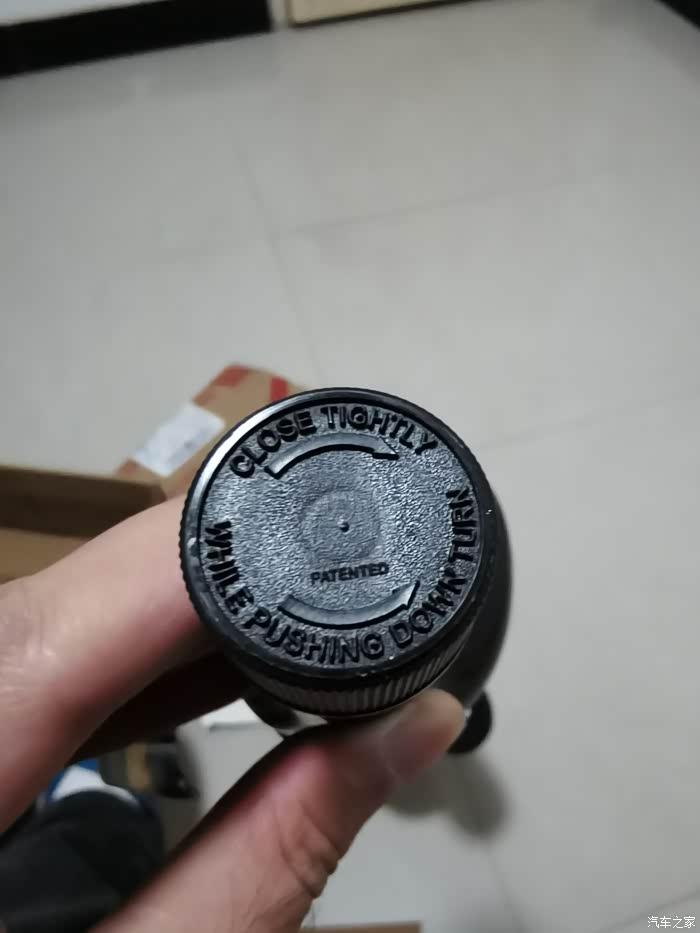 CLOSE TIGHTLY
PATENTED
WHILE PUSHING DOWN TURN
汽车之家